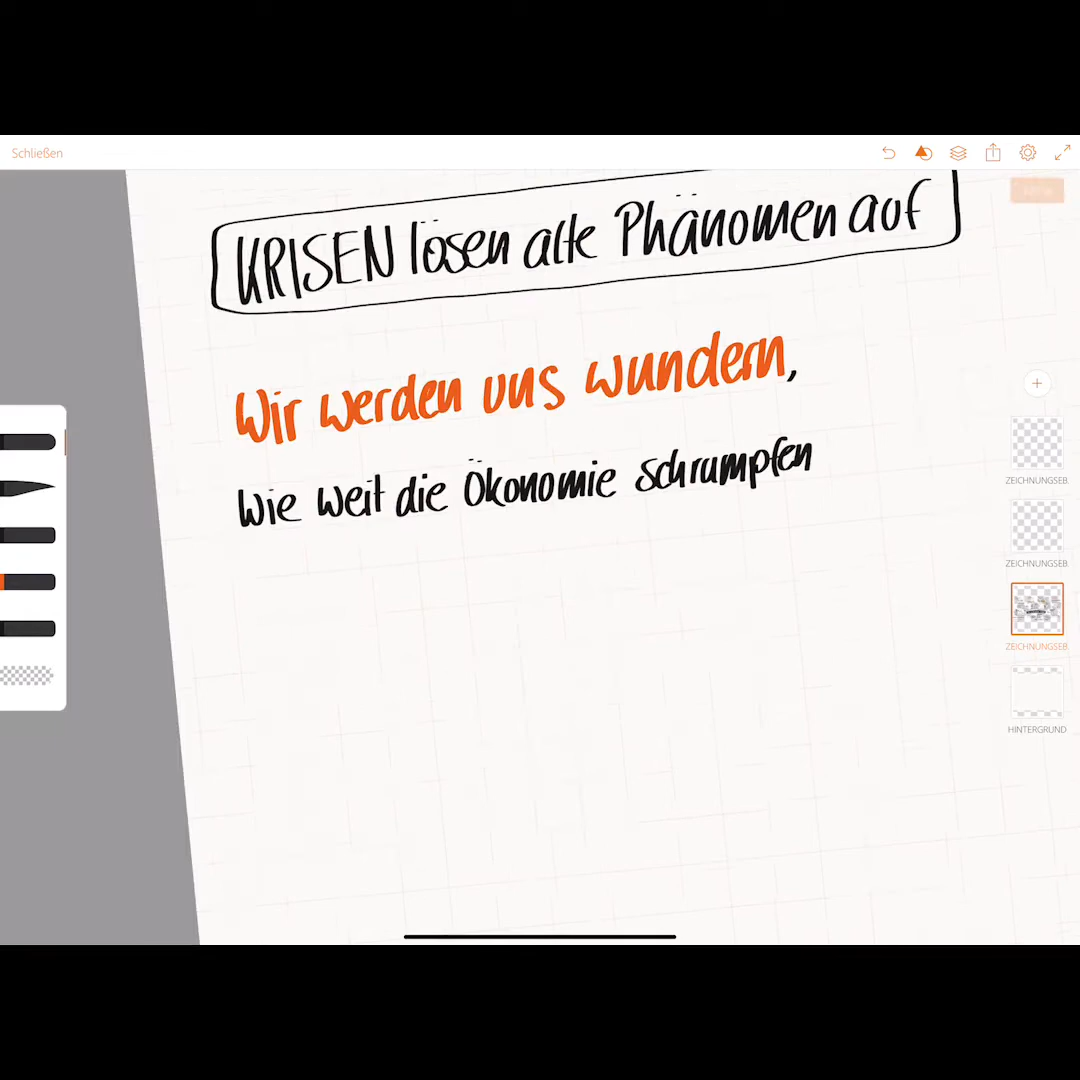 Schließen
KRISEN lösen alte Phänomen auf
Wir werden uns wundern,
Wie weit die Ökonomie schrumpfen
ZEICHNUNGSEB.
ZEICHNUNGSEB.
ZEICHNUNGSEB.
HINTERGRUND